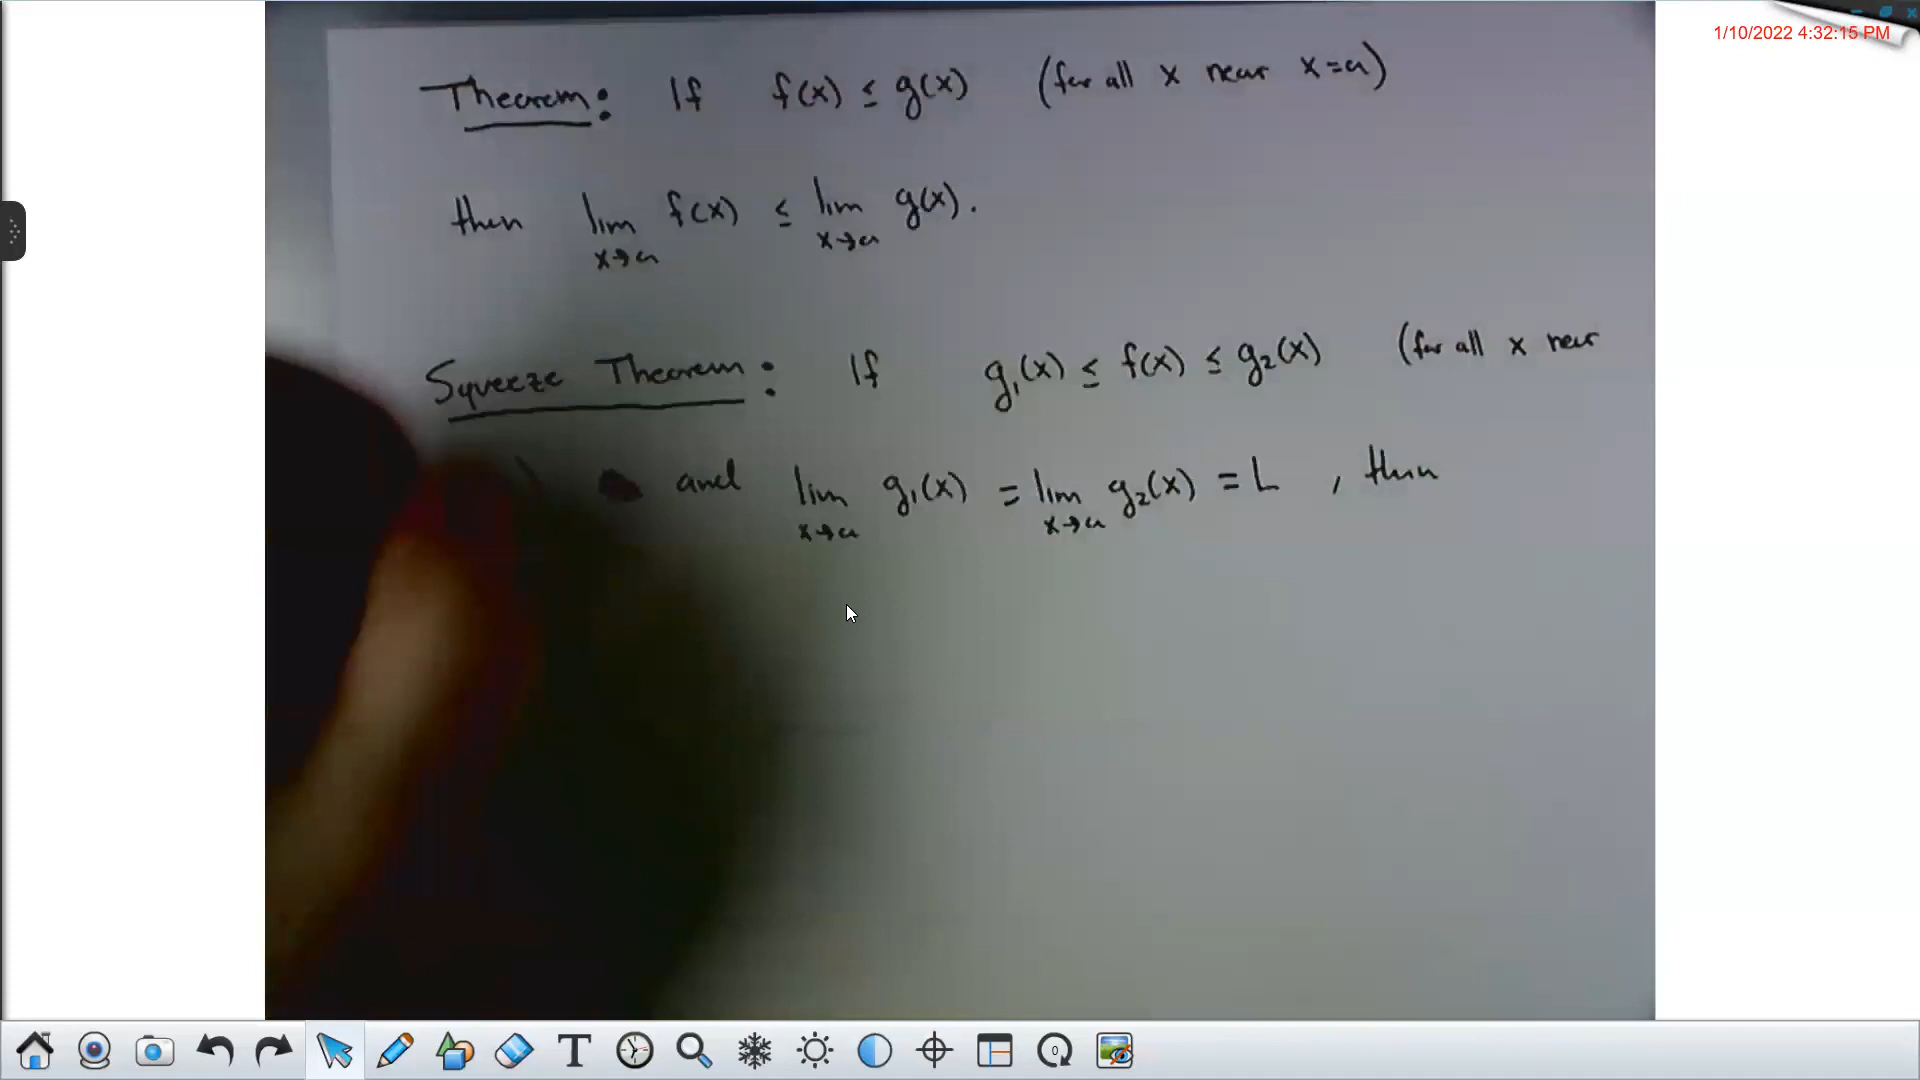 1/10/2022 4:32:15 PM
Theorem: If f(x) ≤ g(x) (for all x near x=a)
then lim x→a f(x) ≤ lim x→a g(x).
Squeeze Theorem: If g₁(x) ≤ f(x) ≤ g₂(x) (for all x near
) and lim x→a g₁(x) = lim x→a g₂(x) = L , then